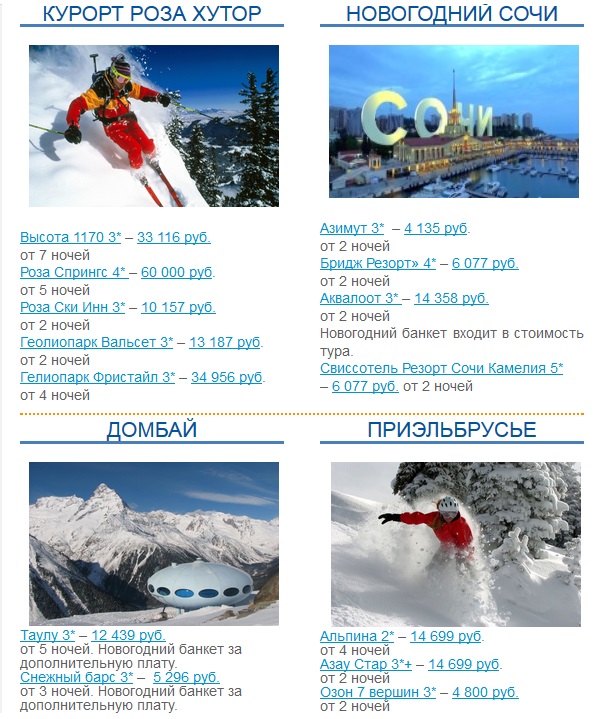 КУРОРТ РОЗА ХУТОР
Высота 1170 3* – 33 116 руб.
от 7 ночей
Роза Спрингс 4* – 60 000 руб.
от 5 ночей
Роза Ски Инн 3* – 10 157 руб.
от 2 ночей
Геолиопарк Вальсет 3* – 13 187 руб.
от 2 ночей
Гелиопарк Фристайл 3* – 34 956 руб.
от 4 ночей
НОВОГОДНИЙ СОЧИ
СОЧИ
Азимут 3* – 4 135 руб.
от 2 ночей
Бридж Резорт» 4* – 6 077 руб.
от 2 ночей
Аквалоот 3* – 14 358 руб.
от 2 ночей
Новогодний банкет входит в стоимость
тура.
Свиссотель Резорт Сочи Камелия 5*
– 6 077 руб. от 2 ночей
ДОМБАЙ
Таулу 3* – 12 439 руб.
от 5 ночей. Новогодний банкет за
дополнительную плату.
Снежный барс 3* – 5 296 руб.
от 3 ночей. Новогодний банкет за
дополнительную плату.
ПРИЭЛЬБРУСЬЕ
Альпина 2* – 14 699 руб.
от 4 ночей
Азау Стар 3*+ – 14 699 руб.
от 2 ночей
Озон 7 вершин 3* – 4 800 руб.
от 2 ночей